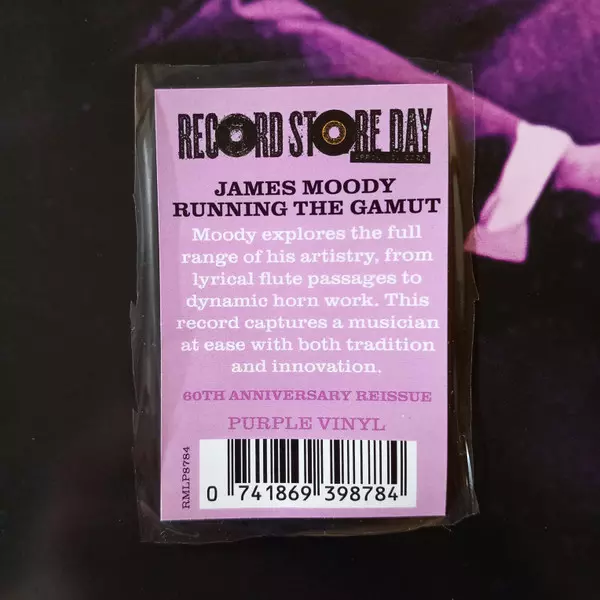 RECORD STORE DAY
JAMES MOODY
RUNNING THE GAMUT
Moody explores the full
range of his artistry, from
lyrical flute passages to
dynamic horn work. This
record captures a musician
at ease with both tradition
and innovation.
60TH ANNIVERSARY REISSUE
PURPLE VINYL
RMLP8784
0 741869 398784